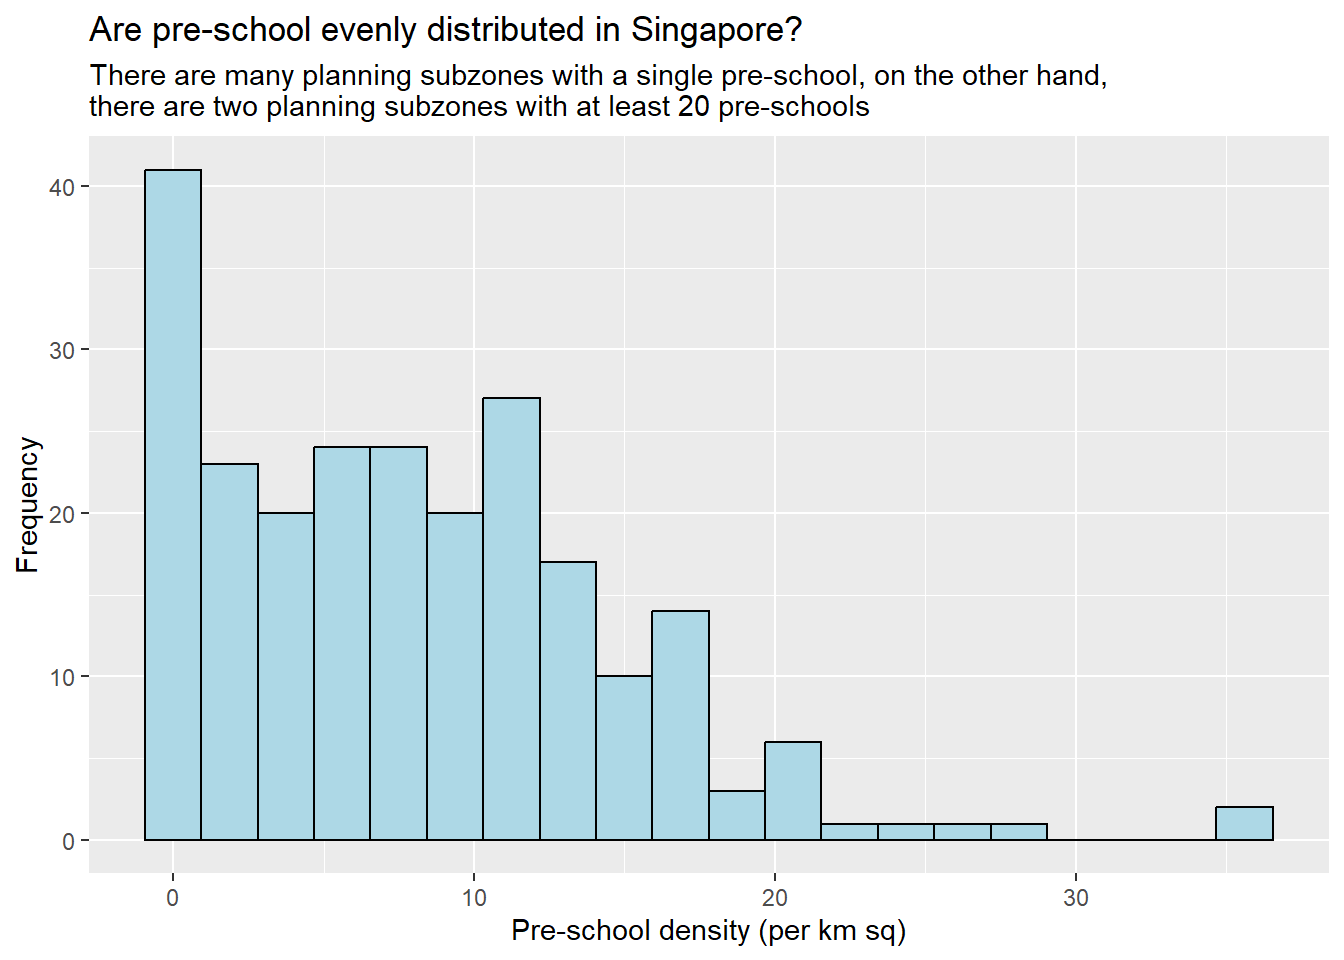 Are pre-school evenly distributed in Singapore?
There are many planning subzones with a single pre-school, on the other hand,
there are two planning subzones with at least 20 pre-schools
40
30
20
10
0
Frequency
0 10 20 30
Pre-school density (per km sq)